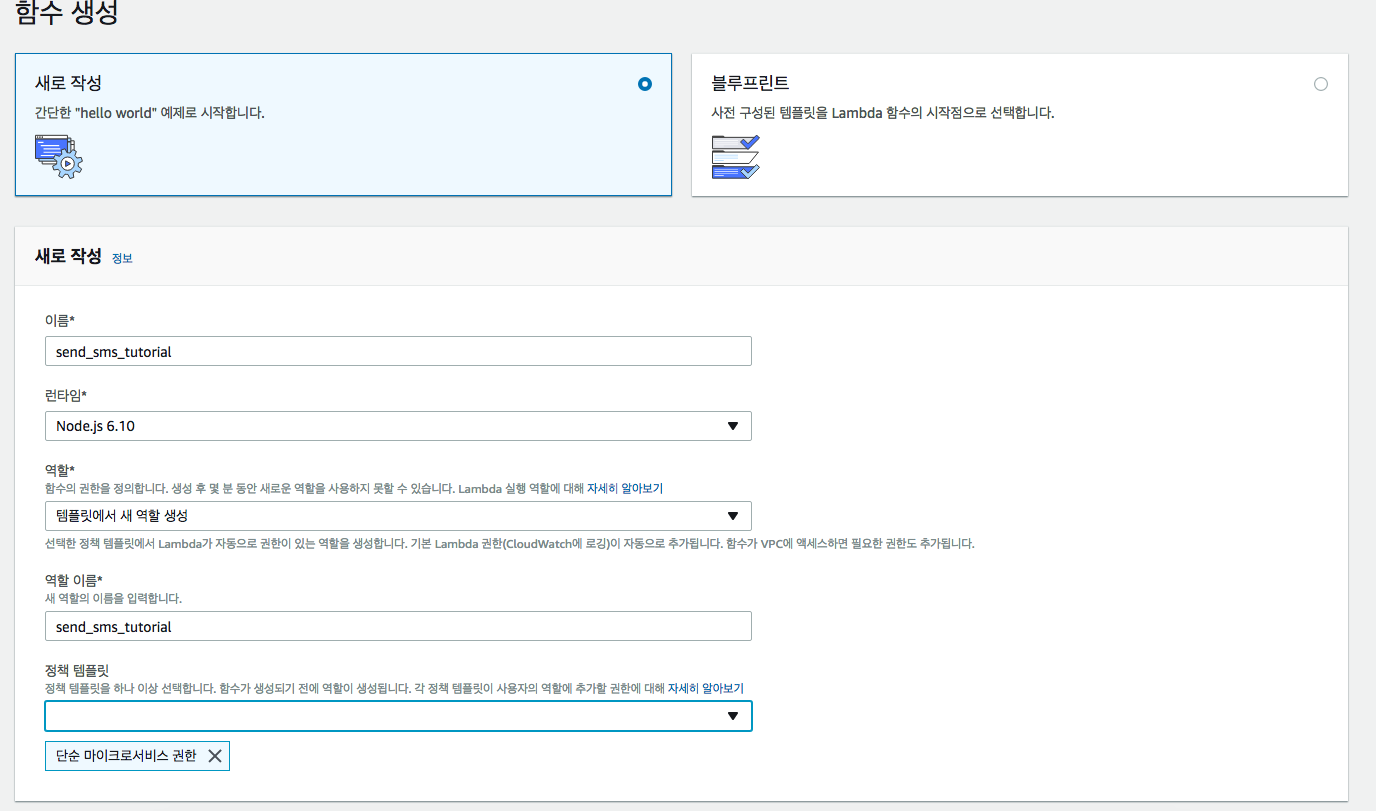 함수 생성
새로 작성
간단한 "hello world" 예제로 시작합니다.
블루프린트
사전 구성된 템플릿을 Lambda 함수의 시작점으로 선택합니다.
새로 작성 정보
이름*
send_sms_tutorial
런타임*
Node.js 6.10
역할*
함수의 권한을 정의합니다. 생성 후 몇 분 동안 새로운 역할을 사용하지 못할 수 있습니다. Lambda 실행 역할에 대해 자세히 알아보기
템플릿에서 새 역할 생성
선택한 정책 템플릿에서 Lambda가 자동으로 권한이 있는 역할을 생성합니다. 기본 Lambda 권한(CloudWatch에 로깅)이 자동으로 추가됩니다. 함수가 VPC에 액세스하면 필요한 권한도 추가됩니다.
역할 이름*
새 역할의 이름을 입력합니다.
send_sms_tutorial
정책 템플릿
정책 템플릿을 하나 이상 선택합니다. 함수가 생성되기 전에 역할이 생성됩니다. 각 정책 템플릿이 사용자의 역할에 추가할 권한에 대해 자세히 알아보기
단순 마이크로서비스 권한